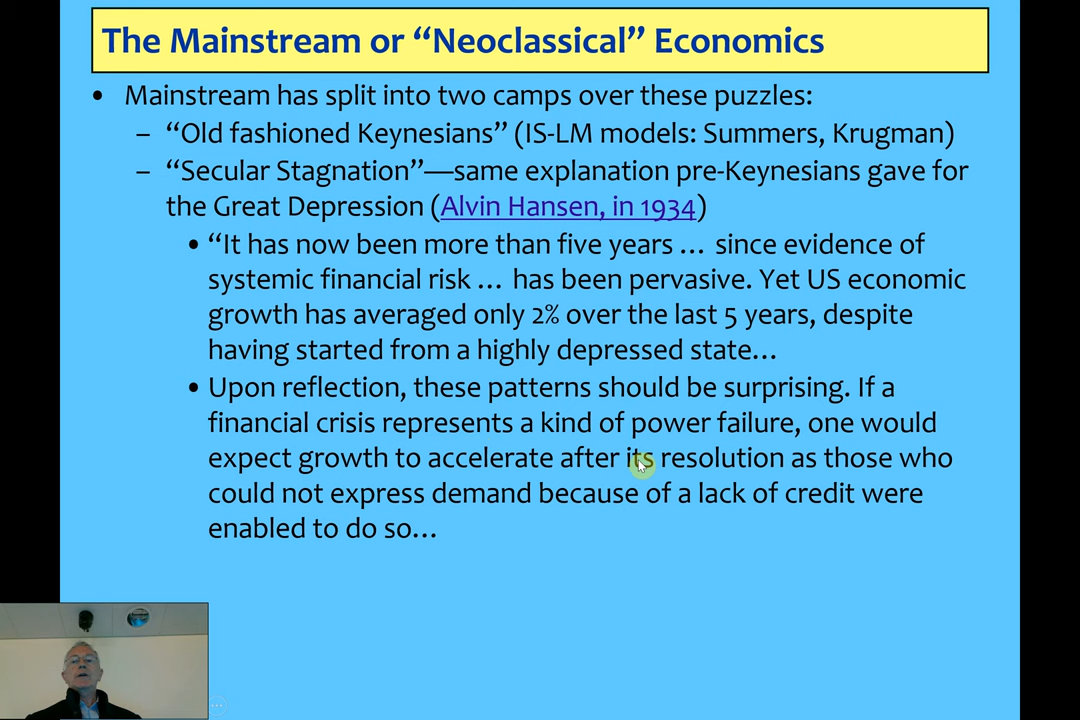 The Mainstream or “Neoclassical” Economics
• Mainstream has split into two camps over these puzzles:
– “Old fashioned Keynesians” (IS-LM models: Summers, Krugman)
– “Secular Stagnation”—same explanation pre-Keynesians gave for
the Great Depression (Alvin Hansen, in 1934)
• “It has now been more than five years … since evidence of
systemic financial risk … has been pervasive. Yet US economic
growth has averaged only 2% over the last 5 years, despite
having started from a highly depressed state…
• Upon reflection, these patterns should be surprising. If a
financial crisis represents a kind of power failure, one would
expect growth to accelerate after its resolution as those who
could not express demand because of a lack of credit were
enabled to do so…